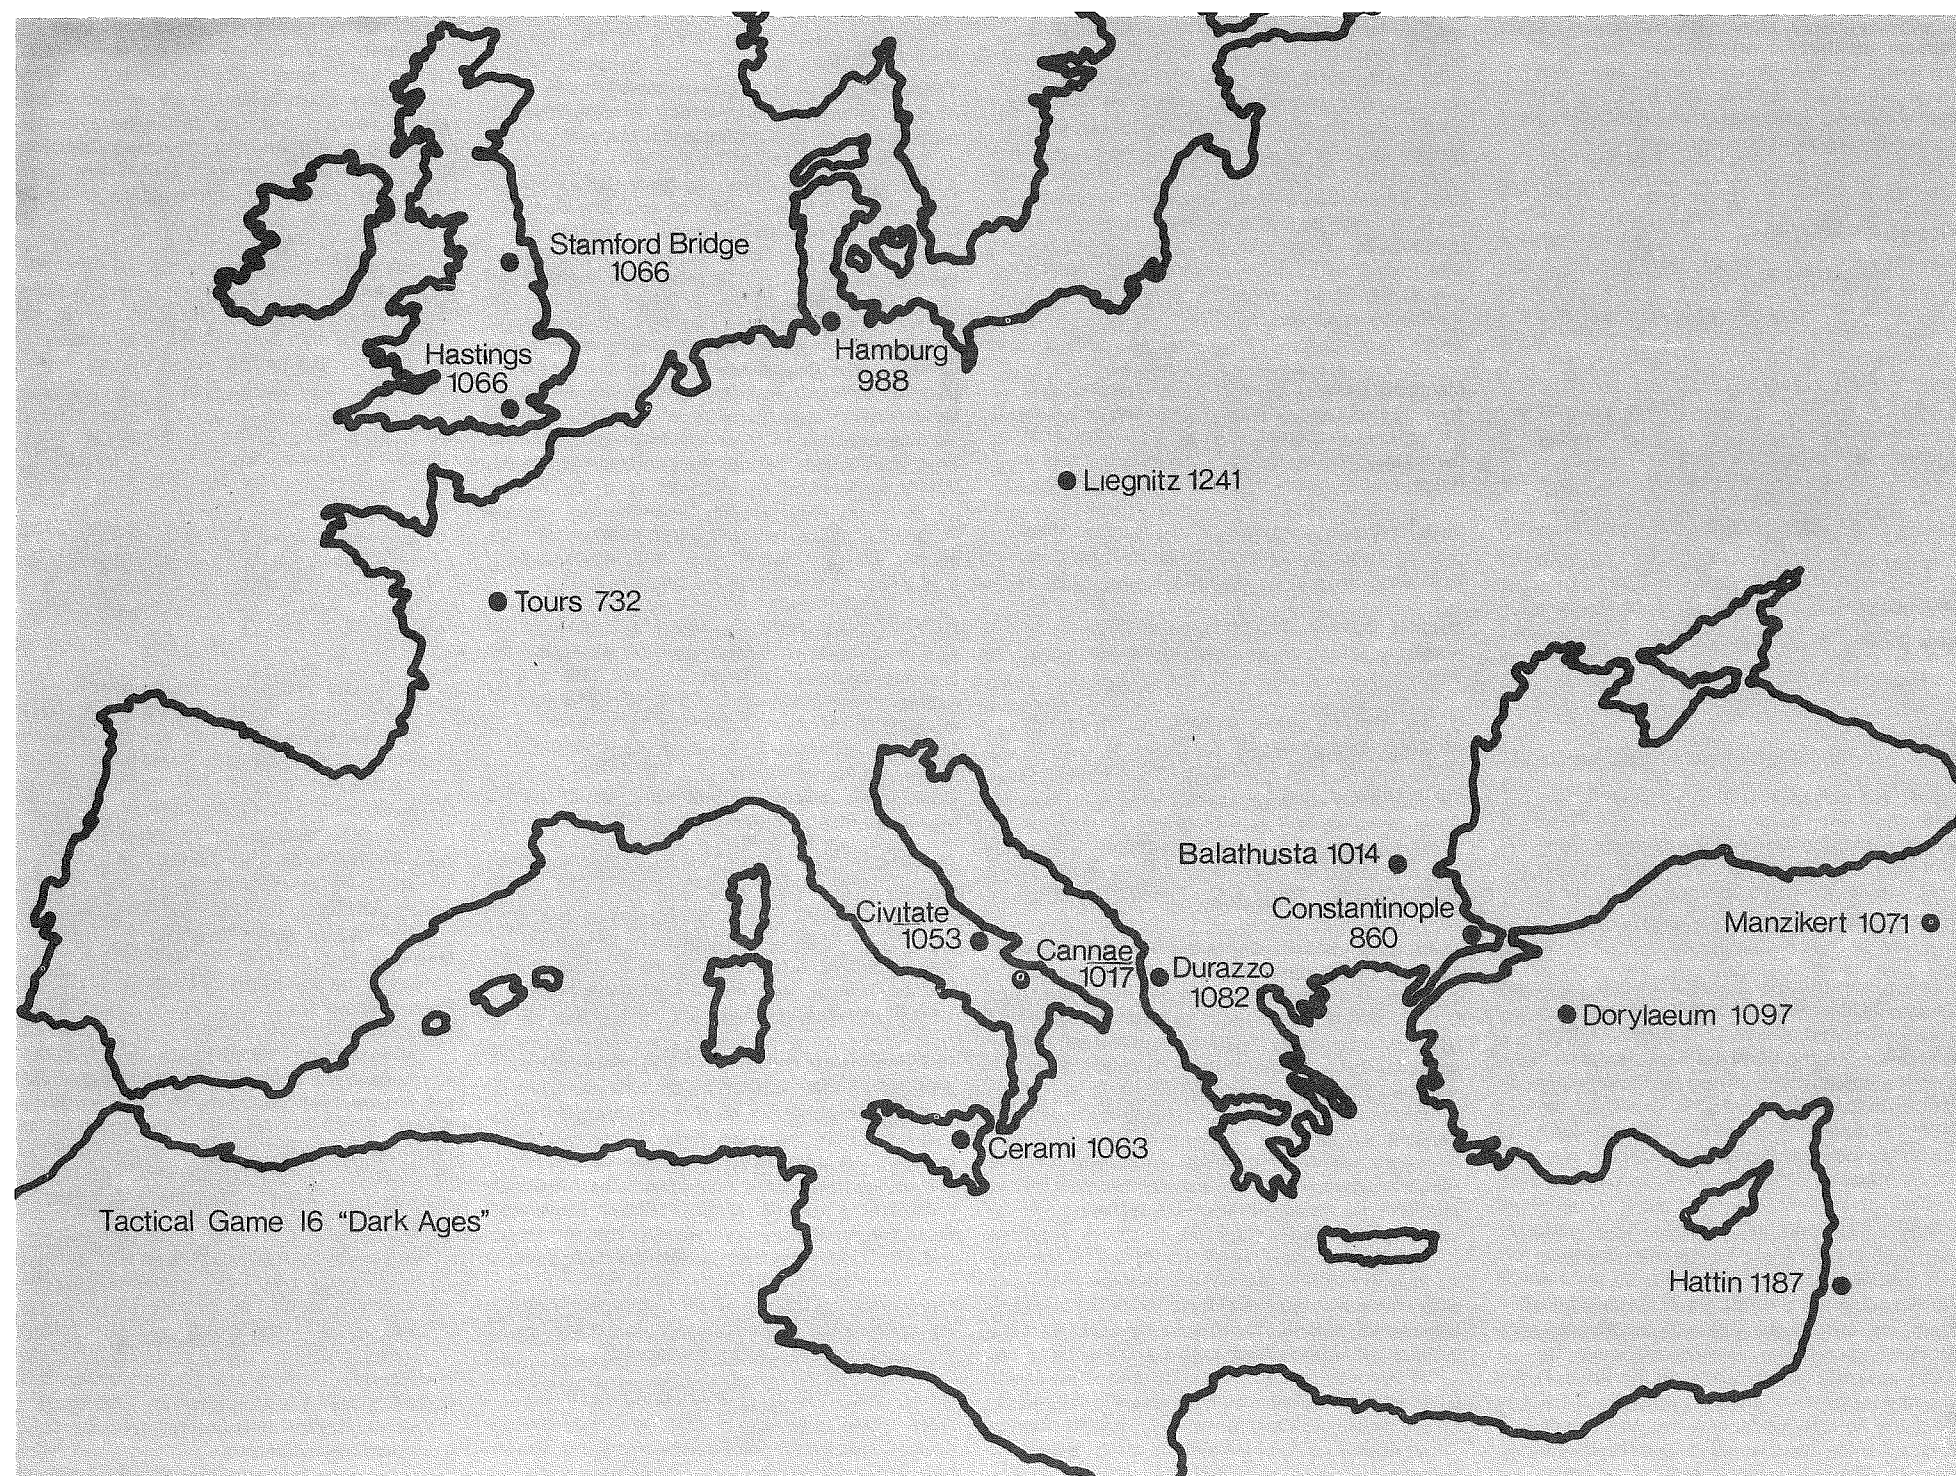 Stamford Bridge
1066
Hastings
1066
Hamburg
988
Liegnitz 1241
Tours 732
Balathusta 1014
Civitate
1053
Constantinople
860
Manzikert 1071
Cannae
1017
Durazzo
1082
Dorylaeum 1097
Cerami 1063
Tactical Game 16 “Dark Ages”
Hattin 1187